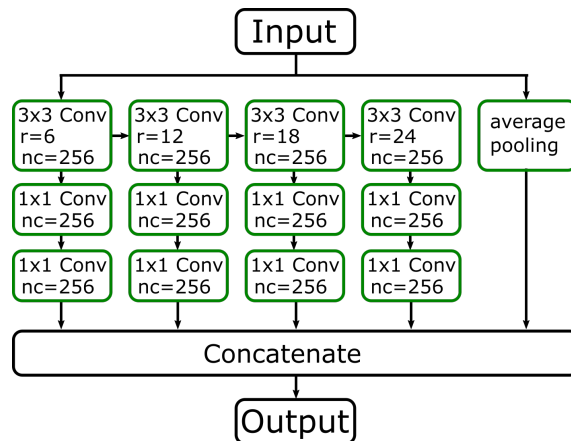 Input
3x3 Conv
r=6
nc=256
3x3 Conv
r=12
nc=256
3x3 Conv
r=18
nc=256
3x3 Conv
r=24
nc=256
average
pooling
1x1 Conv
nc=256
1x1 Conv
nc=256
1x1 Conv
nc=256
1x1 Conv
nc=256
1x1 Conv
nc=256
1x1 Conv
nc=256
1x1 Conv
nc=256
1x1 Conv
nc=256
Concatenate
Output